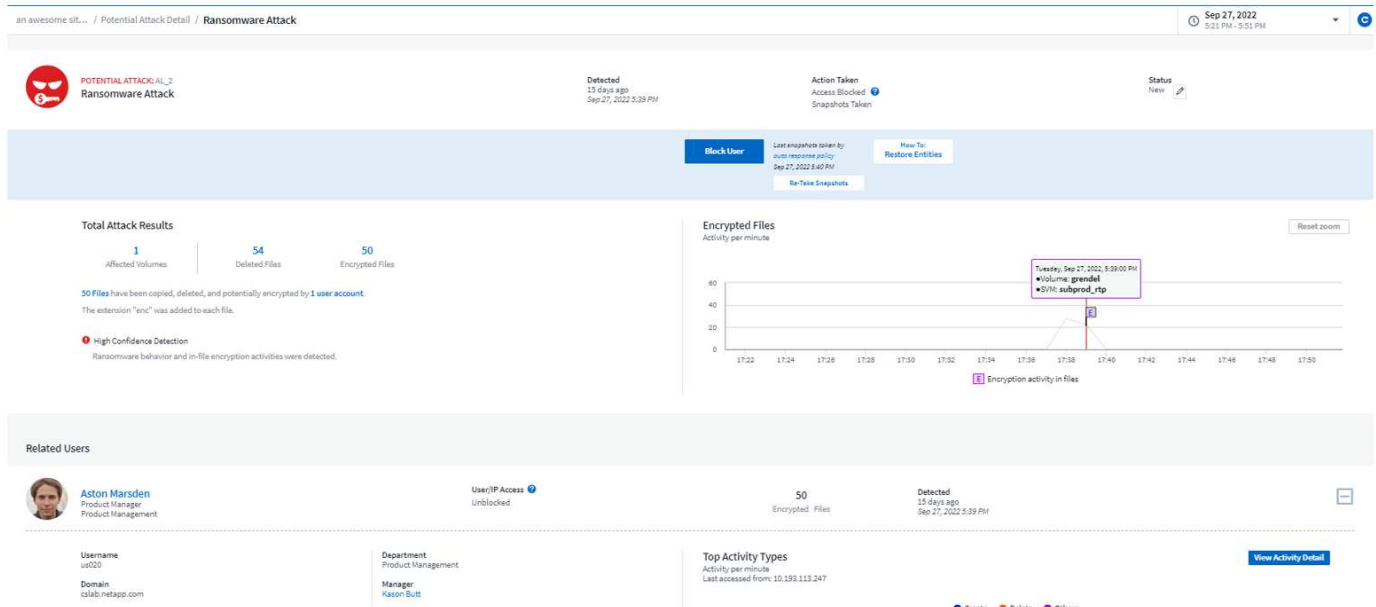 an awesome sit... / Potential Attack Detail / Ransomware Attack
Sep 27, 2022
5:21 PM - 5:51 PM
C
POTENTIAL ATTACK: AL_2
Ransomware Attack
Detected
15 days ago
Sep 27, 2022 5:39 PM
Action Taken
Access Blocked ?
Snapshots Taken
Status
New
Block User
Last snapshots taken by
auto response policy
Sep 27, 2022 5:40 PM
Re-Take Snapshots
How To:
Restore Entities
Total Attack Results
1
Affected Volumes
54
Deleted Files
50
Encrypted Files
50 Files have been copied, deleted, and potentially encrypted by 1 user account.
The extension "enc" was added to each file.
High Confidence Detection
Ransomware behavior and in-file encryption activities were detected.
Encrypted Files
Activity per minute
Reset zoom
Tuesday, Sep 27, 2022, 5:39:00 PM
●Volume: grendel
●SVM: subprod_rtp
E
60
40
20
0
17:22 17:24 17:26 17:28 17:30 17:32 17:34 17:36 17:38 17:40 17:42 17:44 17:46 17:48 17:50
E Encryption activity in files
Related Users
Aston Marsden
Product Manager
Product Management
User/IP Access ?
Unblocked
50
Encrypted Files
Detected
15 days ago
Sep 27, 2022 5:39 PM
Username
us020
Domain
cslab.netapp.com
Department
Product Management
Manager
Kason Butt
Top Activity Types
Activity per minute
Last accessed from: 10.193.113.247
View Activity Detail
Create Delete Others